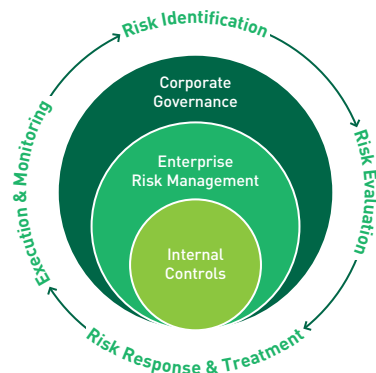 Risk Identification
Corporate
Governance
Enterprise
Risk Management
Internal
Controls
Risk Evaluation
Risk Response & Treatment
Execution & Monitoring